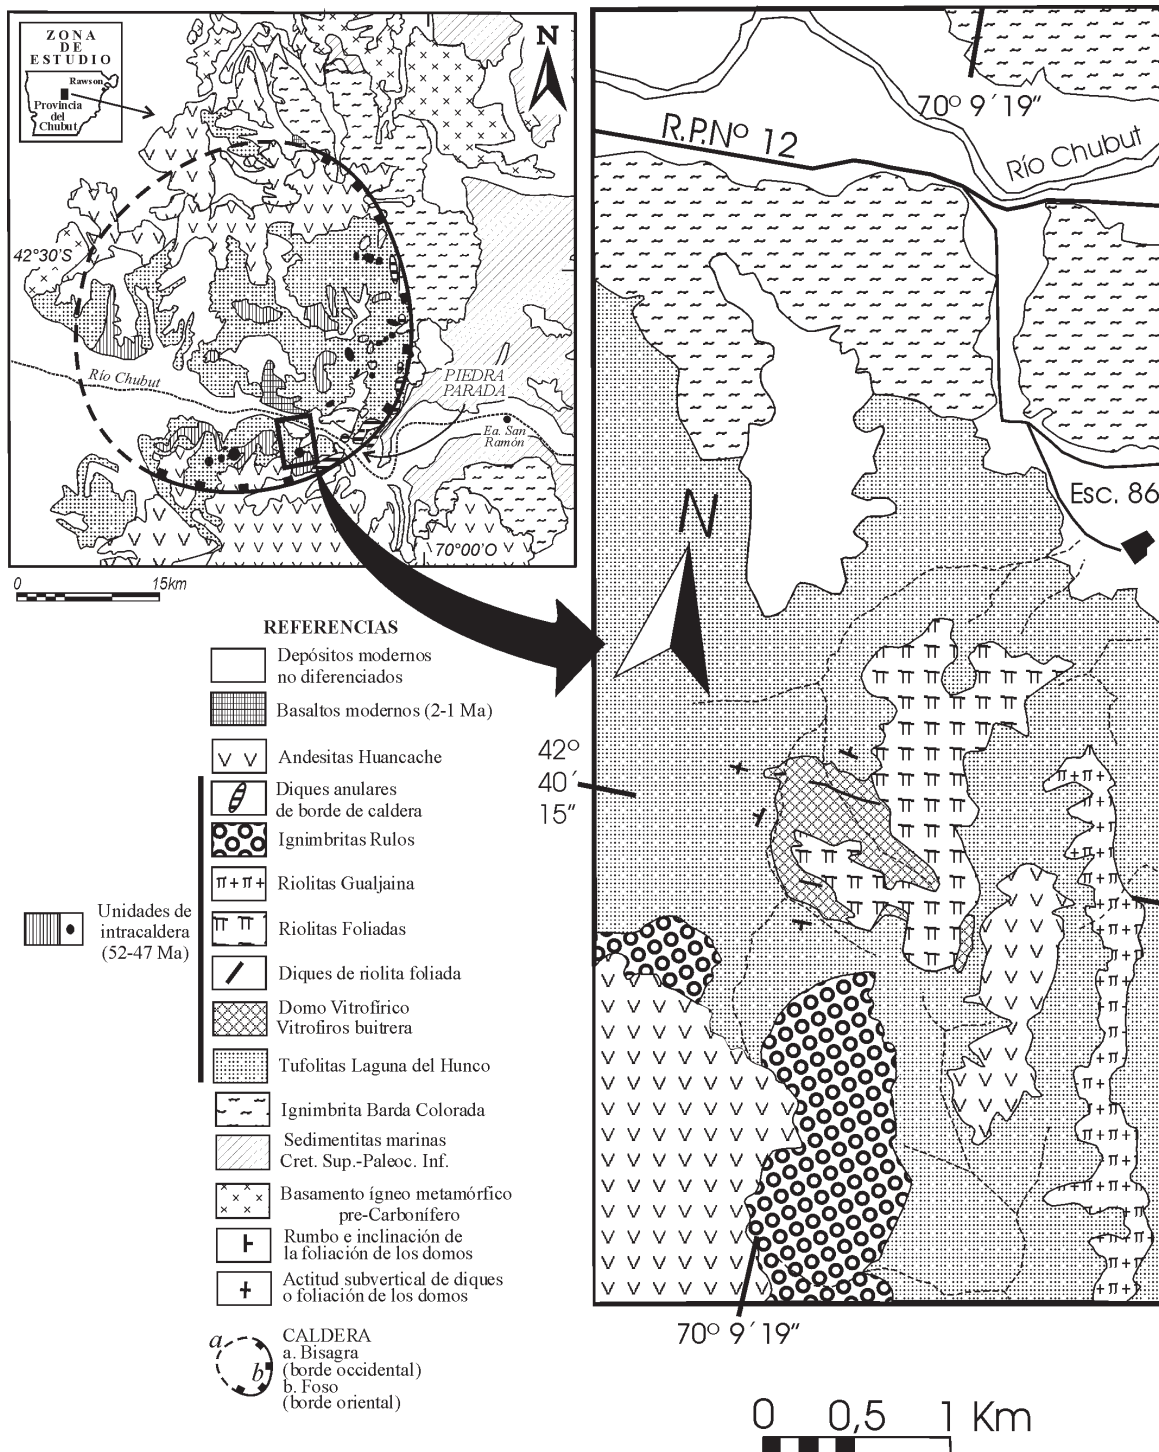 ZONA
DE
ESTUDIO
Rawson
Provincia
del
Chubut
N
42°30'S
Río Chubut
PIEDRA
PARADA
Ea. San
Ramón
70°00'O
0 15km
REFERENCIAS
Depósitos modernos
no diferenciados
Basaltos modernos (2-1 Ma)
Andesitas Huancache
Diques anulares
de borde de caldera
Ignimbritas Rulos
Riolitas Gualjaina
Riolitas Foliadas
Diques de riolita foliada
Domo Vitrofírico
Vitrofiros buitrera
Tufolitas Laguna del Hunco
Unidades de
intracaldera
(52-47 Ma)
Ignimbrita Barda Colorada
Sedimentitas marinas
Cret. Sup.-Paleoc. Inf.
Basamento ígneo metamórfico
pre-Carbonífero
Rumbo e inclinación de
la foliación de los domos
Actitud subvertical de diques
o foliación de los domos
a
b
CALDERA
a. Bisagra
(borde occidental)
b. Foso
(borde oriental)
70° 9´19”
R.P.N° 12
Río Chubut
Esc. 86
N
42°
40´
15”
70° 9´19”
0 0,5 1 Km